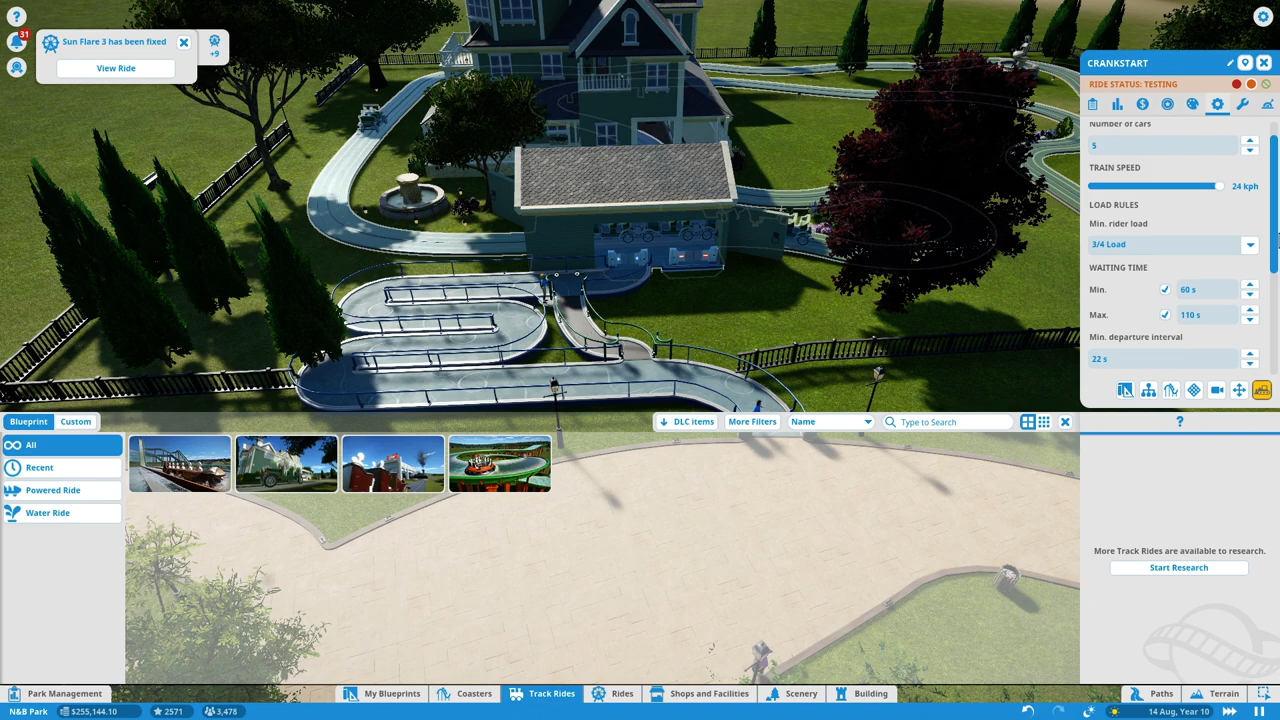 ?
31
Sun Flare 3 has been fixed
View Ride
+9
CRANKSTART
RIDE STATUS: TESTING
Number of cars
5
TRAIN SPEED
24 kph
LOAD RULES
Min. rider load
3/4 Load
WAITING TIME
Min.
60 s
Max.
110 s
Min. departure interval
22 s
Blueprint
Custom
DLC items
More Filters
Name
Type to Search
?
All
Recent
Powered Ride
Water Ride
More Track Rides are available to research.
Start Research
Park Management
My Blueprints
Coasters
Track Rides
Rides
Shops and Facilities
Scenery
Building
Paths
Terrain
N&B Park
$255,144.10
2571
3,478
14 Aug, Year 10